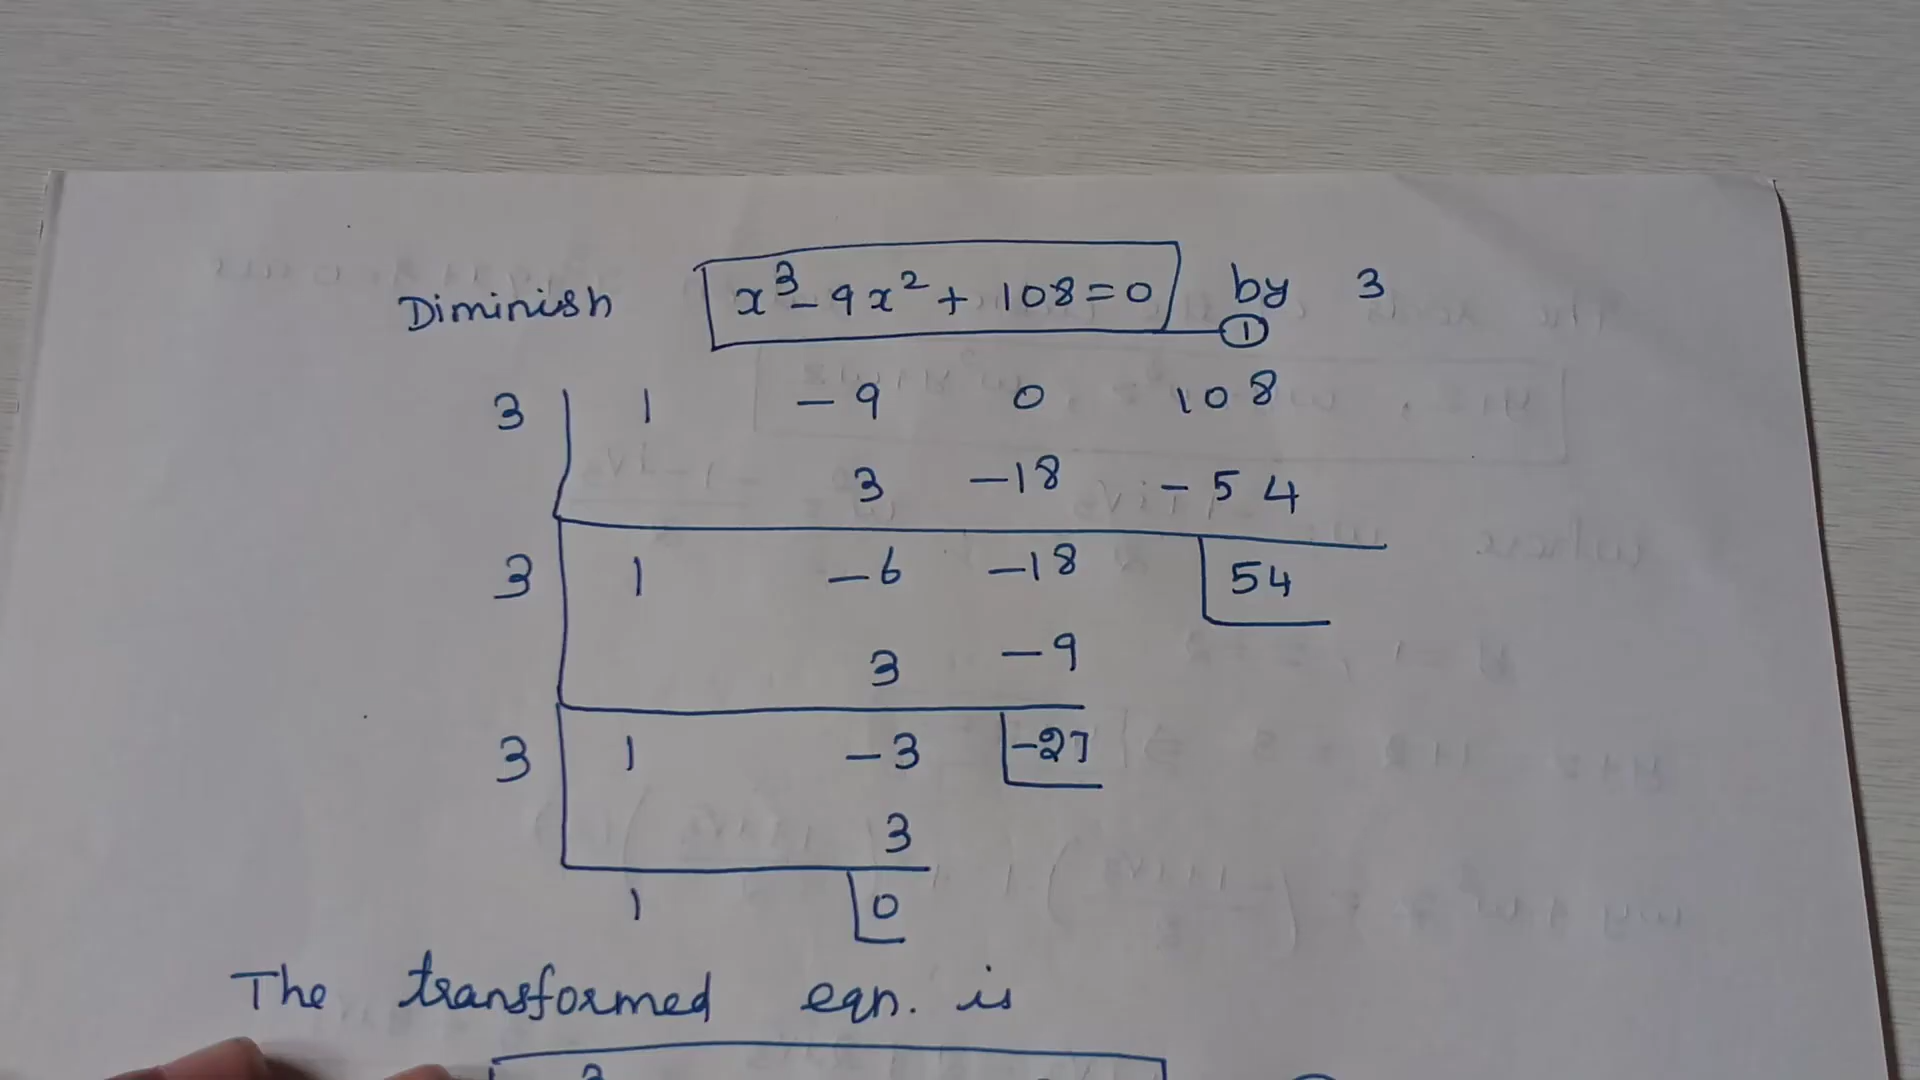 Diminish x³ - 9x² + 108 = 0 by 3
①
3 1 -9 0 108
3 -18 -54
3 1 -6 -18 54
3 -9
3 1 -3 -27
3
1 0
The transformed eqn. is